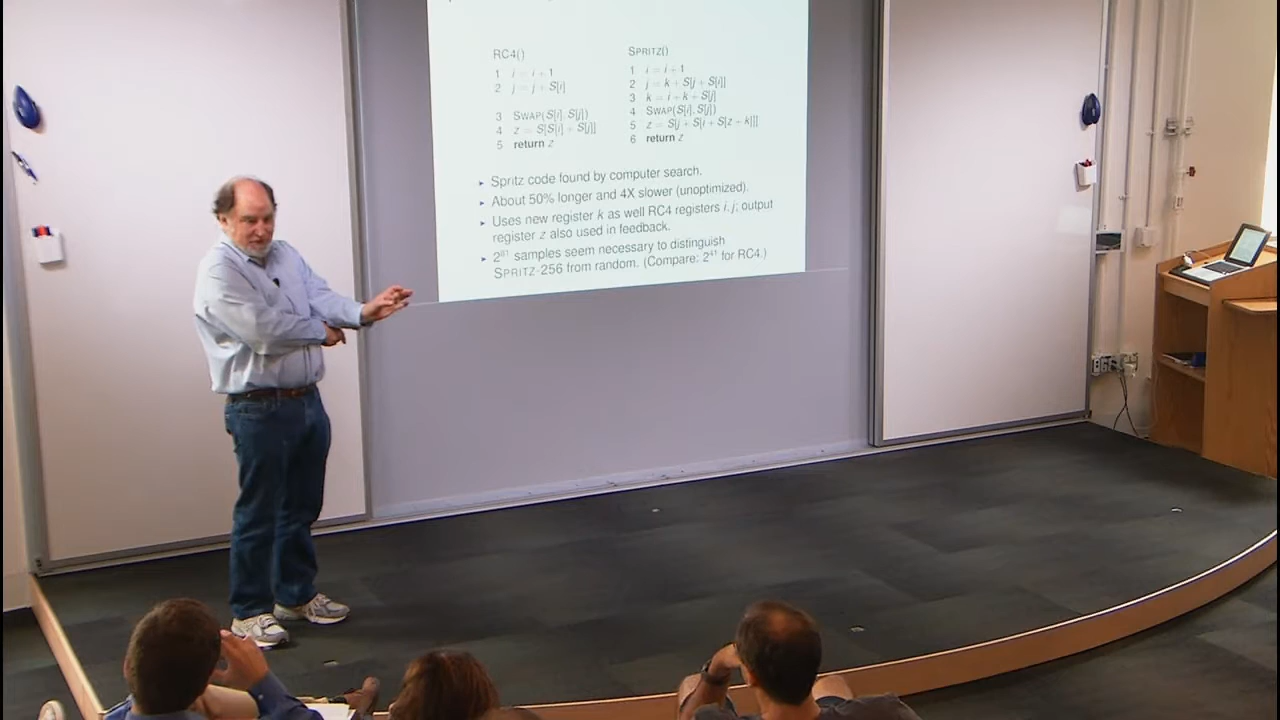 RC4()
1 i = i + 1
2 j = j + S[i]
3 SWAP(S[i], S[j])
4 z = S[S[i] + S[j]]
5 return z
SPRITZ()
1 i = i + 1
2 j = k + S[j + S[i]]
3 k = i + k + S[j]
4 SWAP(S[i], S[j])
5 z = S[j + S[i + S[z + k]]]
6 return z
▸ Spritz code found by computer search.
▸ About 50% longer and 4X slower (unoptimized).
▸ Uses new register k as well RC4 registers i, j; output
register z also used in feedback.
▸ 2⁸¹ samples seem necessary to distinguish
SPRITZ-256 from random. (Compare: 2⁴¹ for RC4.)